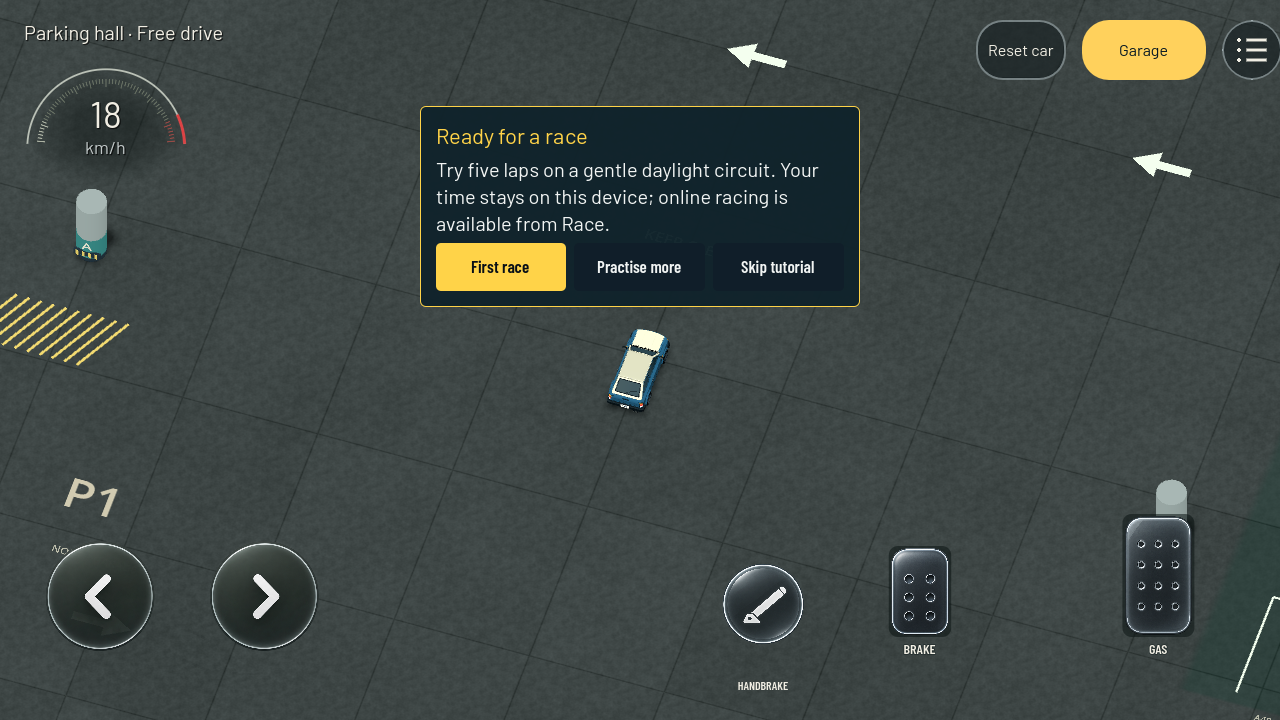 Parking hall · Free drive
18
km/h
Reset car
Garage
Ready for a race
Try five laps on a gentle daylight circuit. Your
time stays on this device; online racing is
available from Race.
First race
Practise more
Skip tutorial
A
P1
NO
HANDBRAKE
BRAKE
GAS